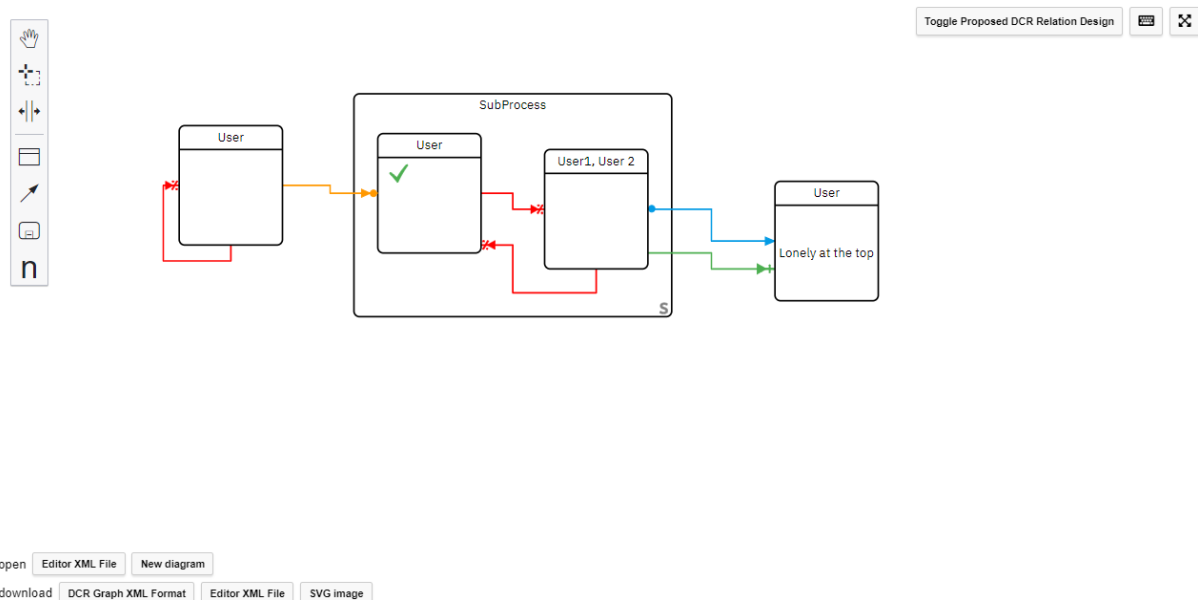 Toggle Proposed DCR Relation Design
SubProcess
User
User
User1, User 2
User
Lonely at the top
S
n
open Editor XML File New diagram
download DCR Graph XML Format Editor XML File SVG image